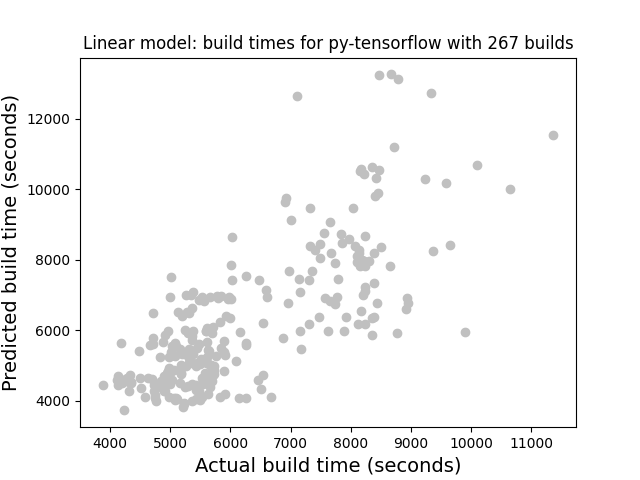 Linear model: build times for py-tensorflow with 267 builds
Predicted build time (seconds)
12000
10000
8000
6000
4000
4000 5000 6000 7000 8000 9000 10000 11000
Actual build time (seconds)